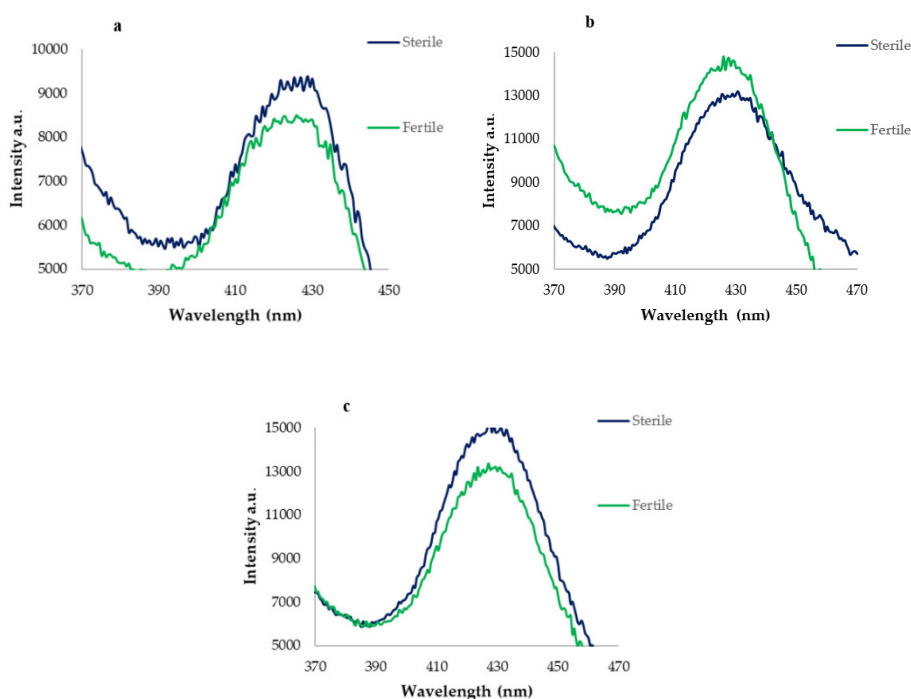 a
10000
9000
8000
7000
6000
5000
370 390 410 430 450
Intensity a.u.
Wavelength (nm)
Sterile
Fertile
b
15000
13000
11000
9000
7000
5000
370 390 410 430 450 470
Intensity a.u.
Wavelength (nm)
Sterile
Fertile
c
15000
13000
11000
9000
7000
5000
370 390 410 430 450 470
Intensity a.u.
Wavelength (nm)
Sterile
Fertile